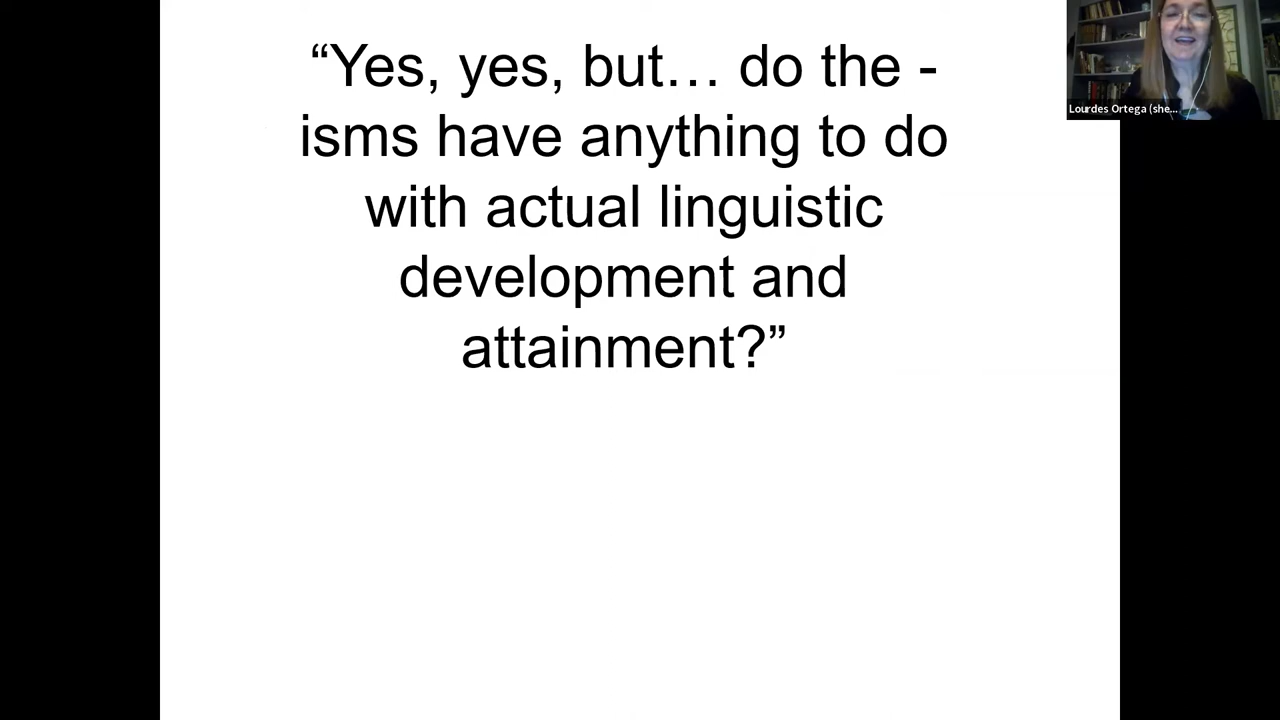 “Yes, yes, but… do the -
isms have anything to do
with actual linguistic
development and
attainment?”
Lourdes Ortega (she...